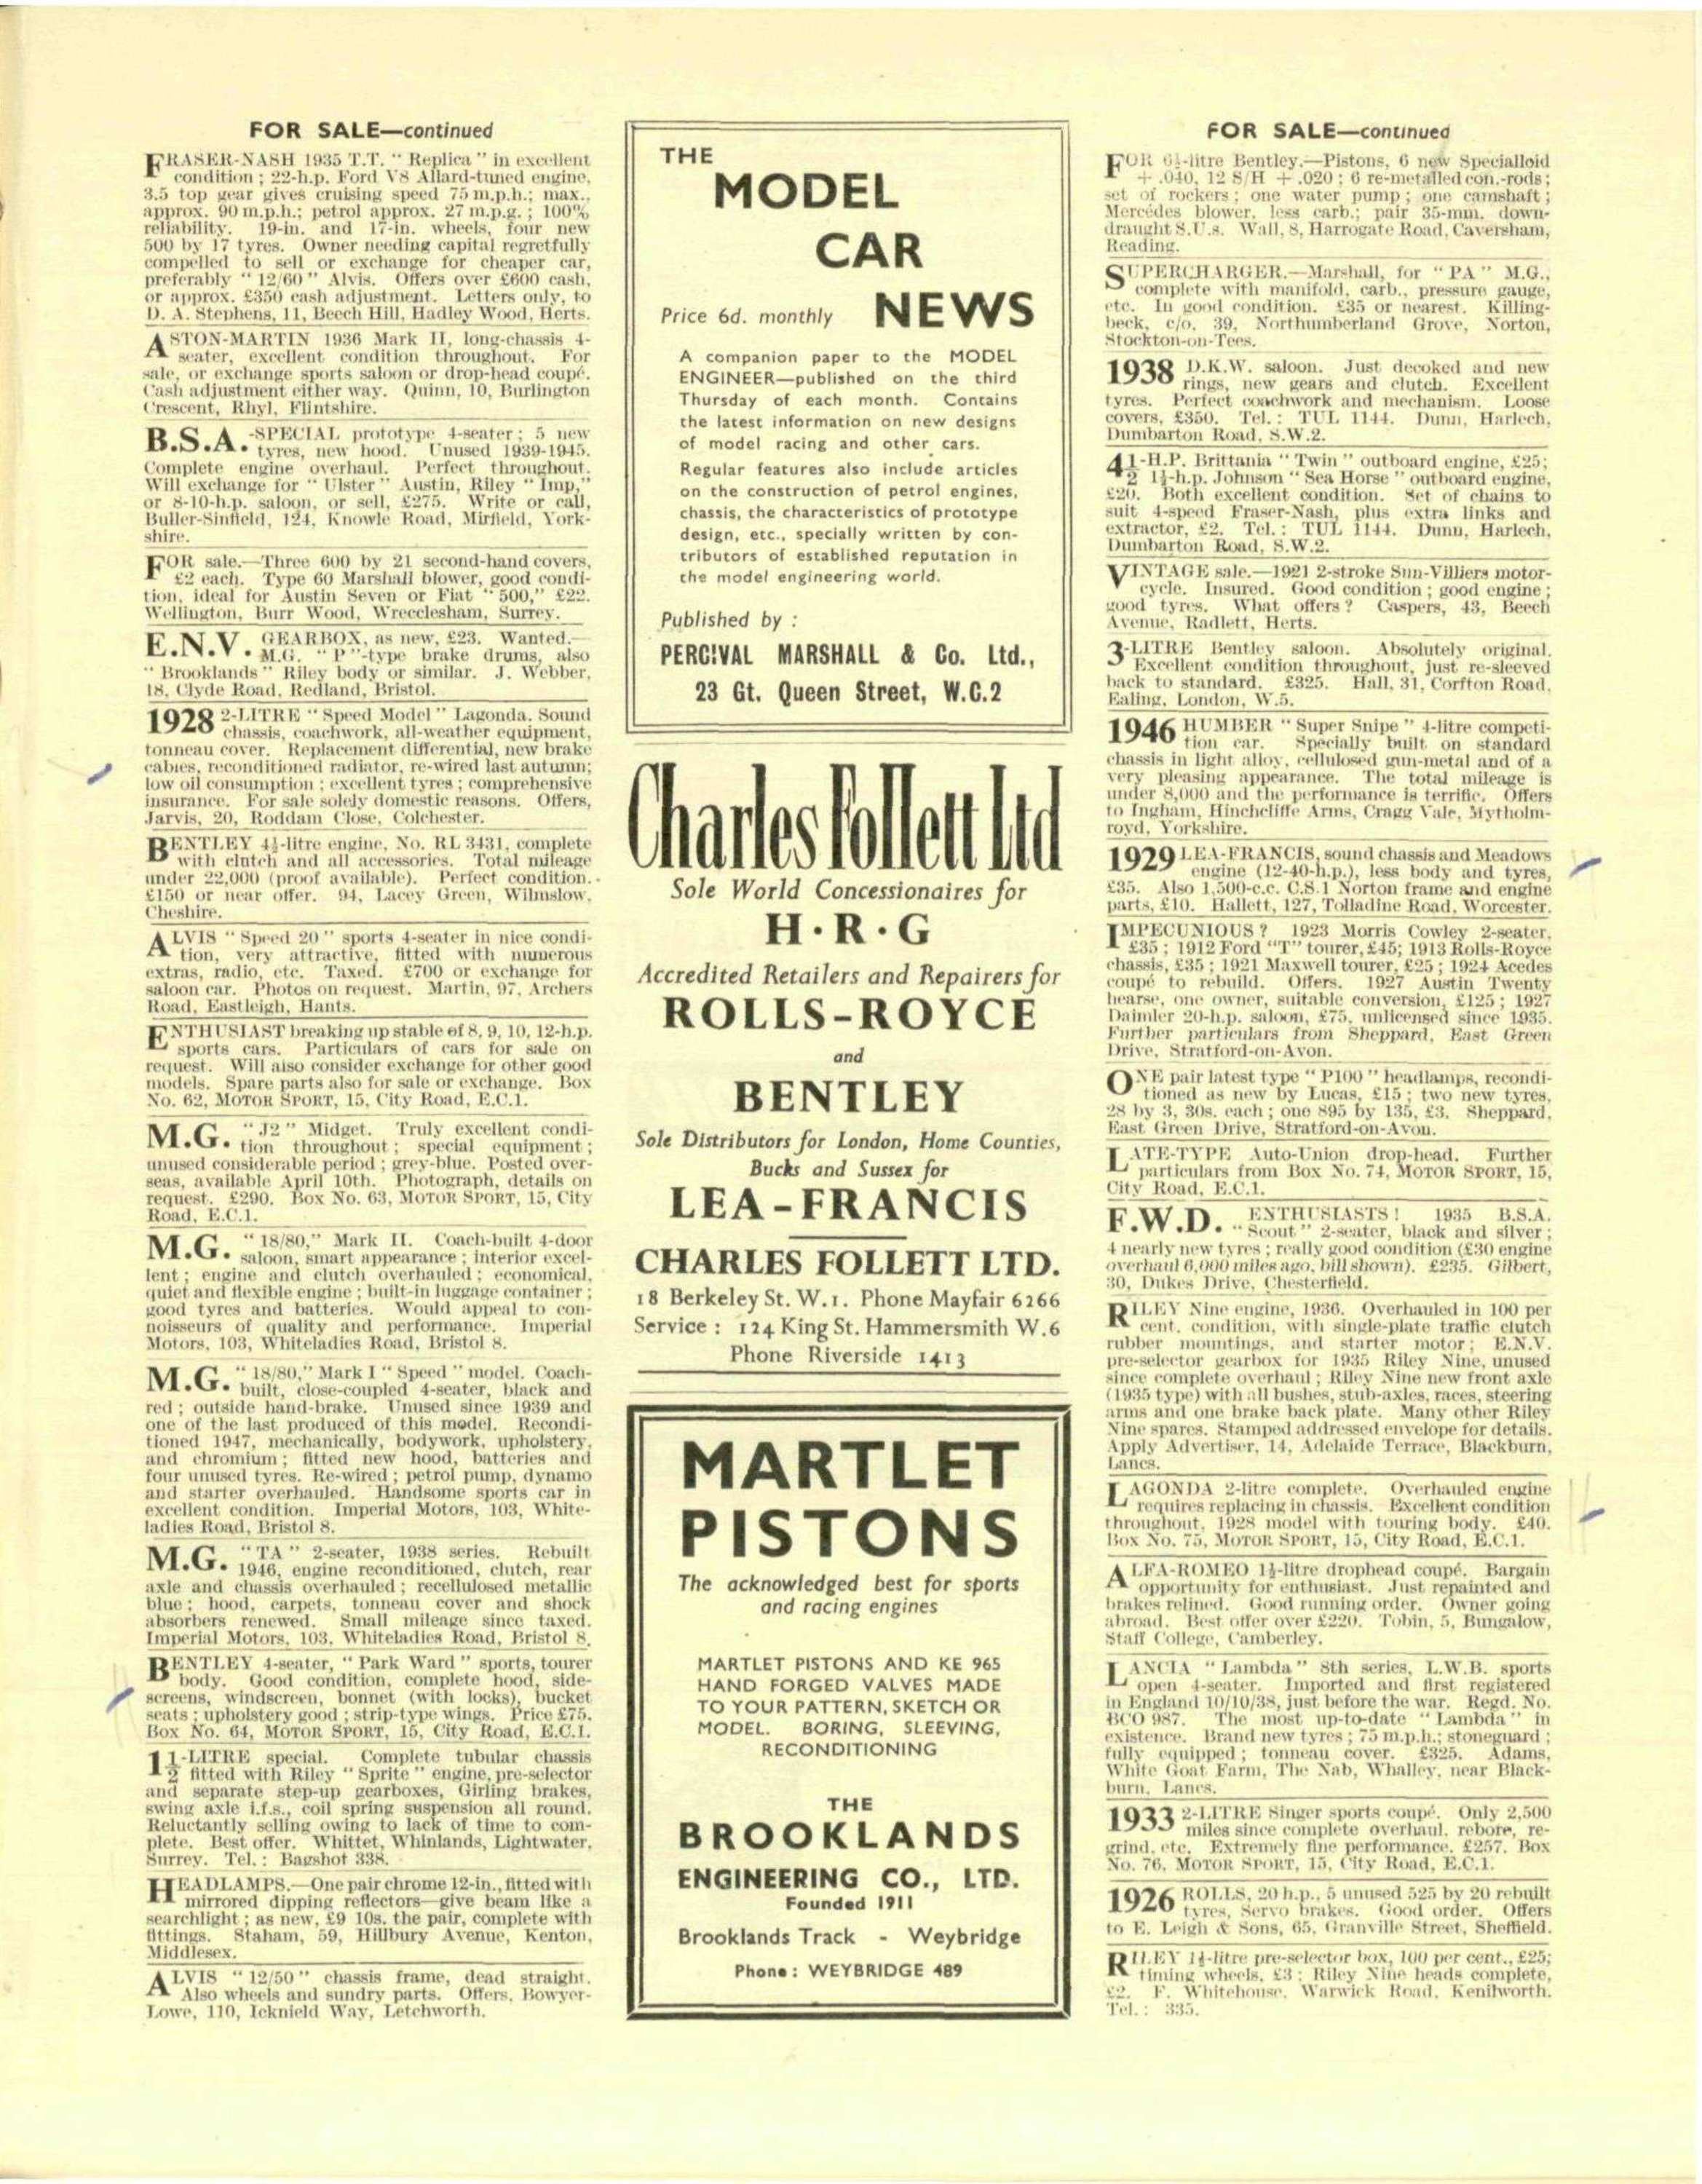 FOR SALE—continued
FRASER-NASH 1935 T.T. “ Replica ” in excellent
condition ; 22-h.p. Ford V8 Allard-tuned engine.
3.5 top gear gives cruising speed 75 m.p.h.; max.,
approx. 90 m.p.h.; petrol approx. 27 m.p.g. ; 100%
reliability. 19-in. and 17-in. wheels, four new
500 by 17 tyres. Owner needing capital regretfully
compelled to sell or exchange for cheaper car,
preferably “ 12/60 ” Alvis. Offers over £600 cash,
or approx. £350 cash adjustment. Letters only, to
D. A. Stephens, 11, Beech Hill, Hadley Wood, Herts.
ASTON-MARTIN 1936 Mark II, long-chassis 4-
seater, excellent condition throughout. For
sale, or exchange sports saloon or drop-head coupé.
Cash adjustment either way. Quinn, 10, Burlington
Crescent, Rhyl, Flintshire.
B.S.A.-SPECIAL prototype 4-seater ; 5 new
tyres, new hood. Unused 1939-1945.
Complete engine overhaul. Perfect throughout.
Will exchange for “ Ulster ” Austin, Riley “ Imp,”
or 8-10-h.p. saloon, or sell, £275. Write or call,
Buller-Sinfield, 124, Knowle Road, Mirfield, York-
shire.
FOR sale.—Three 600 by 21 second-hand covers,
£2 each. Type 60 Marshall blower, good condi-
tion, ideal for Austin Seven or Fiat “ 500,” £22.
Wellington, Burr Wood, Wrecclesham, Surrey.
E.N.V. GEARBOX, as new, £23. Wanted.—
M.G. “ P ”-type brake drums, also
“ Brooklands ” Riley body or similar. J. Webber,
18, Clyde Road, Redland, Bristol.
1928 2-LITRE “ Speed Model ” Lagonda. Sound
chassis, coachwork, all-weather equipment,
tonneau cover. Replacement differential, new brake
cables, reconditioned radiator, re-wired last autumn;
low oil consumption ; excellent tyres ; comprehensive
insurance. For sale solely domestic reasons. Offers,
Jarvis, 20, Roddam Close, Colchester.
BENTLEY 4½-litre engine, No. RL 3431, complete
with clutch and all accessories. Total mileage
under 22,000 (proof available). Perfect condition.
£150 or near offer. 94, Lacey Green, Wilmslow,
Cheshire.
ALVIS “ Speed 20 ” sports 4-seater in nice condi-
tion, very attractive, fitted with numerous
extras, radio, etc. Taxed. £700 or exchange for
saloon car. Photos on request. Martin, 97, Archers
Road, Eastleigh, Hants.
ENTHUSIAST breaking up stable of 8, 9, 10, 12-h.p.
sports cars. Particulars of cars for sale on
request. Will also consider exchange for other good
models. Spare parts also for sale or exchange. Box
No. 62, MOTOR SPORT, 15, City Road, E.C.1.
M.G. “ J2 ” Midget. Truly excellent condi-
tion throughout ; special equipment ;
unused considerable period ; grey-blue. Posted over-
seas, available April 10th. Photograph, details on
request. £290. Box No. 63, MOTOR SPORT, 15, City
Road, E.C.1.
M.G. “ 18/80,” Mark II. Coach-built 4-door
saloon, smart appearance ; interior excel-
lent ; engine and clutch overhauled ; economical,
quiet and flexible engine ; built-in luggage container ;
good tyres and batteries. Would appeal to con-
noisseurs of quality and performance. Imperial
Motors, 103, Whiteladies Road, Bristol 8.
M.G. “ 18/80,” Mark I “ Speed ” model. Coach-
built, close-coupled 4-seater, black and
red ; outside hand-brake. Unused since 1939 and
one of the last produced of this model. Recondi-
tioned 1947, mechanically, bodywork, upholstery,
and chromium ; fitted new hood, batteries and
four unused tyres. Re-wired ; petrol pump, dynamo
and starter overhauled. Handsome sports car in
excellent condition. Imperial Motors, 103, White-
ladies Road, Bristol 8.
M.G. “ TA ” 2-seater, 1938 series. Rebuilt
1946, engine reconditioned, clutch, rear
axle and chassis overhauled ; recellulosed metallic
blue ; hood, carpets, tonneau cover and shock
absorbers renewed. Small mileage since taxed.
Imperial Motors, 103, Whiteladies Road, Bristol 8.
BENTLEY 4-seater, “ Park Ward ” sports, tourer
body. Good condition, complete hood, side-
screens, windscreen, bonnet (with locks), bucket
seats ; upholstery good ; strip-type wings. Price £75.
Box No. 64, MOTOR SPORT, 15, City Road, E.C.1.
1½-LITRE special. Complete tubular chassis
fitted with Riley “ Sprite ” engine, pre-selector
and separate step-up gearboxes, Girling brakes,
swing axle i.f.s., coil spring suspension all round.
Reluctantly selling owing to lack of time to com-
plete. Best offer. Whittet, Whinlands, Lightwater,
Surrey. Tel. : Bagshot 338.
HEADLAMPS.—One pair chrome 12-in., fitted with
mirrored dipping reflectors—give beam like a
searchlight ; as new, £9 10s. the pair, complete with
fittings. Staham, 59, Hillbury Avenue, Kenton,
Middlesex.
ALVIS “ 12/50 ” chassis frame, dead straight.
Also wheels and sundry parts. Offers, Bowyer-
Lowe, 110, Icknield Way, Letchworth.
THE
MODEL
CAR
Price 6d. monthly NEWS
A companion paper to the MODEL
ENGINEER—published on the third
Thursday of each month. Contains
the latest information on new designs
of model racing and other cars.
Regular features also include articles
on the construction of petrol engines,
chassis, the characteristics of prototype
design, etc., specially written by con-
tributors of established reputation in
the model engineering world.
Published by :
PERCIVAL MARSHALL & Co. Ltd.,
23 Gt. Queen Street, W.C.2
Charles Follett Ltd
Sole World Concessionaires for
H·R·G
Accredited Retailers and Repairers for
ROLLS-ROYCE
and
BENTLEY
Sole Distributors for London, Home Counties,
Bucks and Sussex for
LEA-FRANCIS
CHARLES FOLLETT LTD.
18 Berkeley St. W.1. Phone Mayfair 6266
Service : 124 King St. Hammersmith W.6
Phone Riverside 1413
MARTLET
PISTONS
The acknowledged best for sports
and racing engines
MARTLET PISTONS AND KE 965
HAND FORGED VALVES MADE
TO YOUR PATTERN, SKETCH OR
MODEL. BORING, SLEEVING,
RECONDITIONING
THE
BROOKLANDS
ENGINEERING CO., LTD.
Founded 1911
Brooklands Track - Weybridge
Phone : WEYBRIDGE 489
FOR SALE—continued
FOR 6½-litre Bentley.—Pistons, 6 new Specialloid
+ .040, 12 S/H + .020 ; 6 re-metalled con.-rods ;
set of rockers ; one water pump ; one camshaft ;
Mercédes blower, less carb.; pair 35-mm. down-
draught S.U.s. Wall, 8, Harrogate Road, Caversham,
Reading.
SUPERCHARGER.—Marshall, for “ PA ” M.G.,
complete with manifold, carb., pressure gauge,
etc. In good condition. £35 or nearest. Killing-
beck, c/o. 39, Northumberland Grove, Norton,
Stockton-on-Tees.
1938 D.K.W. saloon. Just decoked and new
rings, new gears and clutch. Excellent
tyres. Perfect coachwork and mechanism. Loose
covers, £350. Tel. : TUL 1144. Dunn, Harlech,
Dumbarton Road, S.W.2.
4½-H.P. Brittania “ Twin ” outboard engine, £25;
1½-h.p. Johnson “ Sea Horse ” outboard engine,
£20. Both excellent condition. Set of chains to
suit 4-speed Fraser-Nash, plus extra links and
extractor, £2. Tel. : TUL 1144. Dunn, Harlech,
Dumbarton Road, S.W.2.
VINTAGE sale.—1921 2-stroke Sun-Villiers motor-
cycle. Insured. Good condition ; good engine ;
good tyres. What offers ? Caspers, 43, Beech
Avenue, Radlett, Herts.
3-LITRE Bentley saloon. Absolutely original.
Excellent condition throughout, just re-sleeved
back to standard. £325. Hall, 31, Corfton Road,
Ealing, London, W.5.
1946 HUMBER “ Super Snipe ” 4-litre competi-
tion car. Specially built on standard
chassis in light alloy, cellulosed gun-metal and of a
very pleasing appearance. The total mileage is
under 8,000 and the performance is terrific. Offers
to Ingham, Hinchcliffe Arms, Cragg Vale, Mytholm-
royd, Yorkshire.
1929 LEA-FRANCIS, sound chassis and Meadows
engine (12-40-h.p.), less body and tyres,
£35. Also 1,500-c.c. C.S.1 Norton frame and engine
parts, £10. Hallett, 127, Tolladine Road, Worcester.
IMPECUNIOUS ? 1923 Morris Cowley 2-seater,
£35 ; 1912 Ford “T” tourer, £45; 1913 Rolls-Royce
chassis, £35 ; 1921 Maxwell tourer, £25 ; 1924 Acedes
coupé to rebuild. Offers. 1927 Austin Twenty
hearse, one owner, suitable conversion, £125 ; 1927
Daimler 20-h.p. saloon, £75, unlicensed since 1935.
Further particulars from Sheppard, East Green
Drive, Stratford-on-Avon.
ONE pair latest type “ P100 ” headlamps, recondi-
tioned as new by Lucas, £15 ; two new tyres,
28 by 3, 30s. each ; one 895 by 135, £3. Sheppard,
East Green Drive, Stratford-on-Avon.
LATE-TYPE Auto-Union drop-head. Further
particulars from Box No. 74, MOTOR SPORT, 15,
City Road, E.C.1.
F.W.D. ENTHUSIASTS ! 1935 B.S.A.
“ Scout ” 2-seater, black and silver ;
4 nearly new tyres ; really good condition (£30 engine
overhaul 6,000 miles ago, bill shown). £235. Gilbert,
30, Dukes Drive, Chesterfield.
RILEY Nine engine, 1936. Overhauled in 100 per
cent. condition, with single-plate traffic clutch
rubber mountings, and starter motor ; E.N.V.
pre-selector gearbox for 1935 Riley Nine, unused
since complete overhaul ; Riley Nine new front axle
(1935 type) with all bushes, stub-axles, races, steering
arms and one brake back plate. Many other Riley
Nine spares. Stamped addressed envelope for details.
Apply Advertiser, 14, Adelaide Terrace, Blackburn,
Lancs.
LAGONDA 2-litre complete. Overhauled engine
requires replacing in chassis. Excellent condition
throughout, 1928 model with touring body. £40.
Box No. 75, MOTOR SPORT, 15, City Road, E.C.1.
ALFA-ROMEO 1½-litre drophead coupé. Bargain
opportunity for enthusiast. Just repainted and
brakes relined. Good running order. Owner going
abroad. Best offer over £220. Tobin, 5, Bungalow,
Staff College, Camberley.
LANCIA “ Lambda ” 8th series, L.W.B. sports
open 4-seater. Imported and first registered
in England 10/10/38, just before the war. Regd. No.
BCO 987. The most up-to-date “ Lambda ” in
existence. Brand new tyres ; 75 m.p.h.; stoneguard ;
fully equipped ; tonneau cover. £325. Adams,
White Goat Farm, The Nab, Whalley, near Black-
burn, Lancs.
1933 2-LITRE Singer sports coupé. Only 2,500
miles since complete overhaul, rebore, re-
grind, etc. Extremely fine performance. £257. Box
No. 76, MOTOR SPORT, 15, City Road, E.C.1.
1926 ROLLS, 20 h.p., 5 unused 525 by 20 rebuilt
tyres, Servo brakes. Good order. Offers
to E. Leigh & Sons, 65, Granville Street, Sheffield.
RILEY 1½-litre pre-selector box, 100 per cent., £25;
timing wheels, £3 ; Riley Nine heads complete,
£2. F. Whitehouse, Warwick Road, Kenilworth.
Tel. : 335.